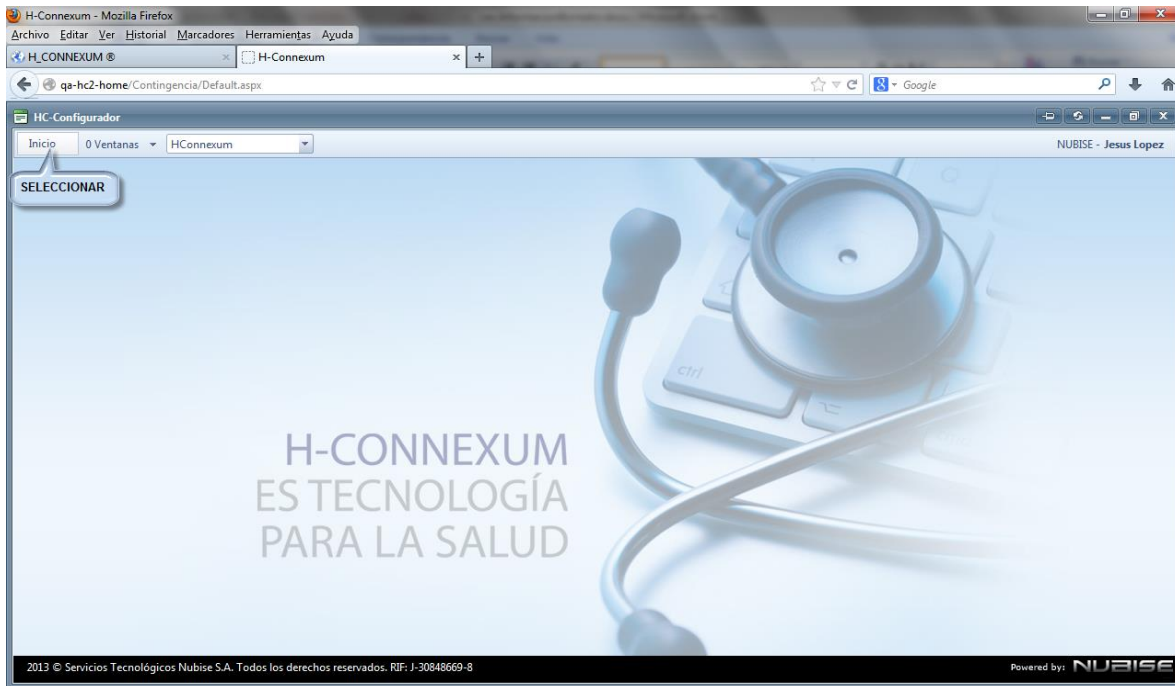 H-Connexum - Mozilla Firefox
Archivo Editar Ver Historial Marcadores Herramientas Ayuda
H_CONNEXUM ® × H-Connexum × +
qa-hc2-home/Contingencia/Default.aspx 8 Google
HC-Configurador
Inicio 0 Ventanas HConnexum NUBISE - Jesus Lopez
SELECCIONAR
ctrl
H-CONNEXUM
ES TECNOLOGÍA
PARA LA SALUD
2013 © Servicios Tecnológicos Nubise S.A. Todos los derechos reservados. RIF: J-30848669-8 Powered by: NUBISE